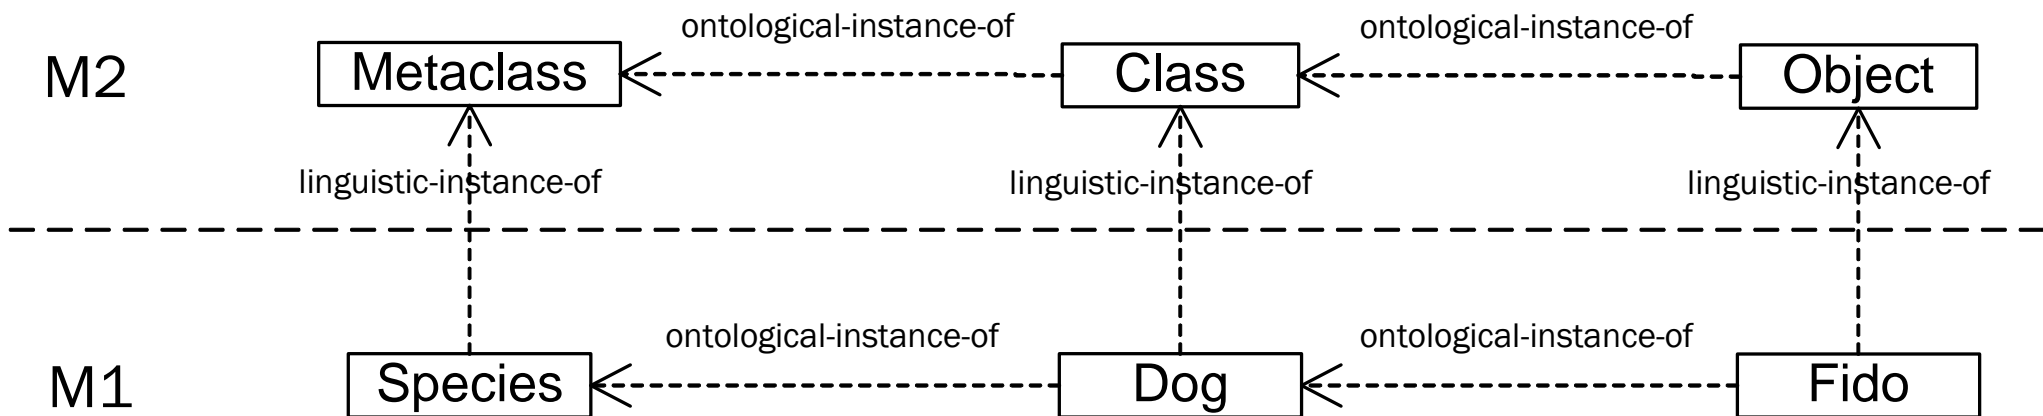 ontological-instance-of ontological-instance-of
M2 Metaclass Class Object
linguistic-instance-of linguistic-instance-of linguistic-instance-of
ontological-instance-of ontological-instance-of
M1 Species Dog Fido